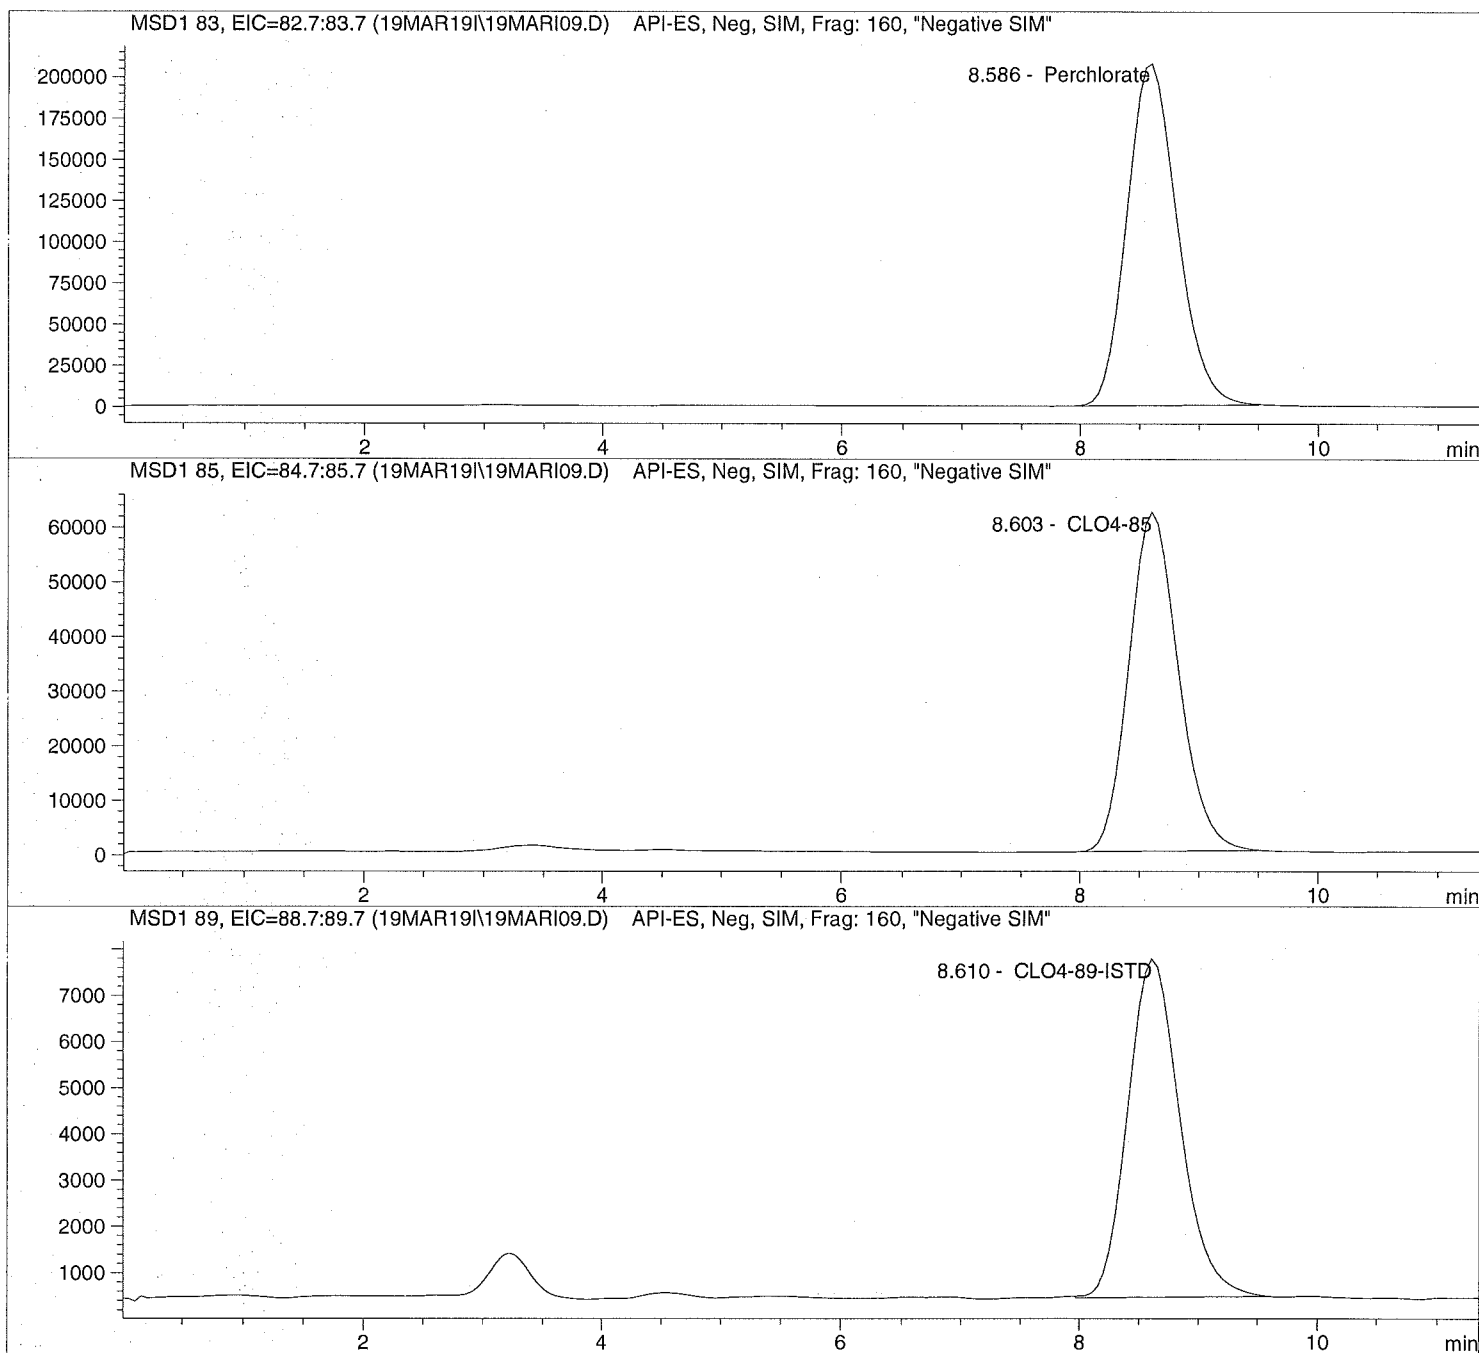 MSD1 83, EIC=82.7:83.7 (19MAR19I\19MARI09.D) API-ES, Neg, SIM, Frag: 160, "Negative SIM"
8.586 - Perchlorate
200000
175000
150000
125000
100000
75000
50000
25000
0
2 4 6 8 10 min
MSD1 85, EIC=84.7:85.7 (19MAR19I\19MARI09.D) API-ES, Neg, SIM, Frag: 160, "Negative SIM"
8.603 - CLO4-85
60000
50000
40000
30000
20000
10000
0
2 4 6 8 10 min
MSD1 89, EIC=88.7:89.7 (19MAR19I\19MARI09.D) API-ES, Neg, SIM, Frag: 160, "Negative SIM"
8.610 - CLO4-89-ISTD
7000
6000
5000
4000
3000
2000
1000
2 4 6 8 10 min